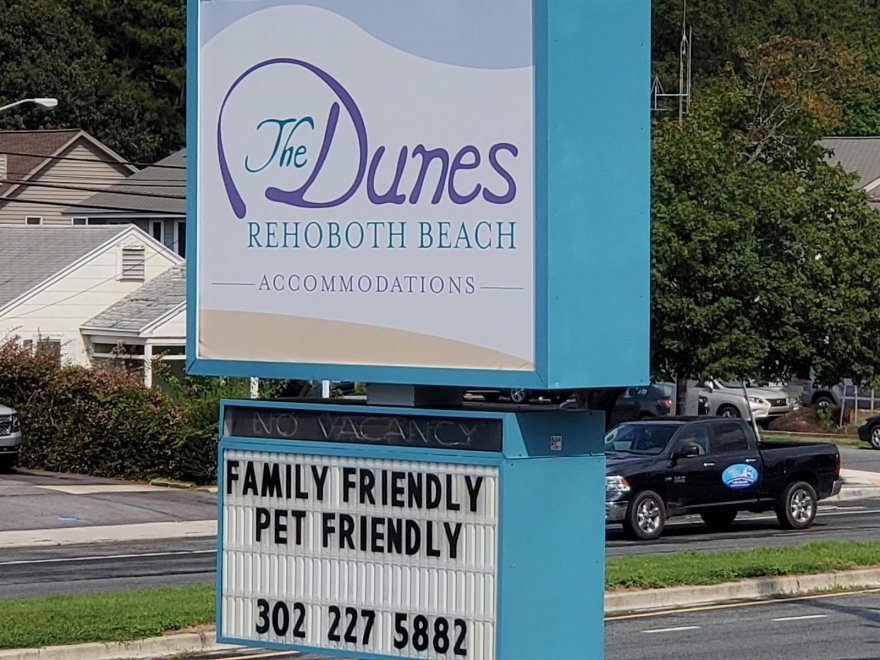 The Dunes
REHOBOTH BEACH
ACCOMMODATIONS
NO VACANCY
FAMILY FRIENDLY
PET FRIENDLY
302 227 5882